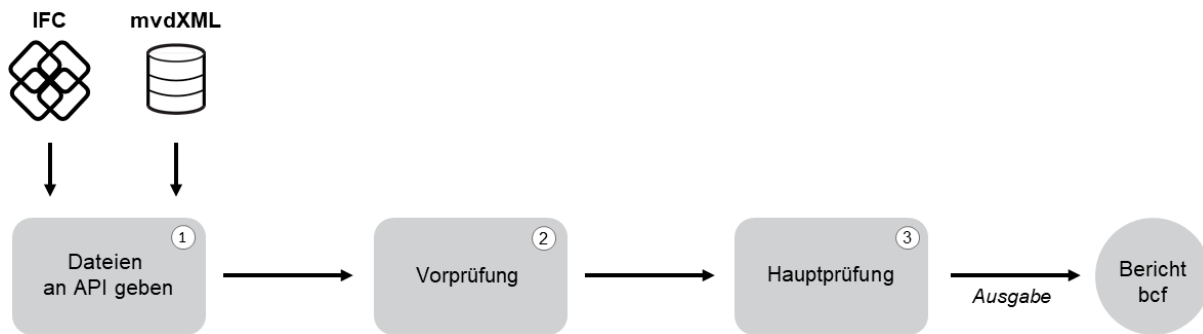 IFC
mvdXML
1
Dateien
an API geben
2
Vorprüfung
3
Hauptprüfung
Ausgabe
Bericht
bcf